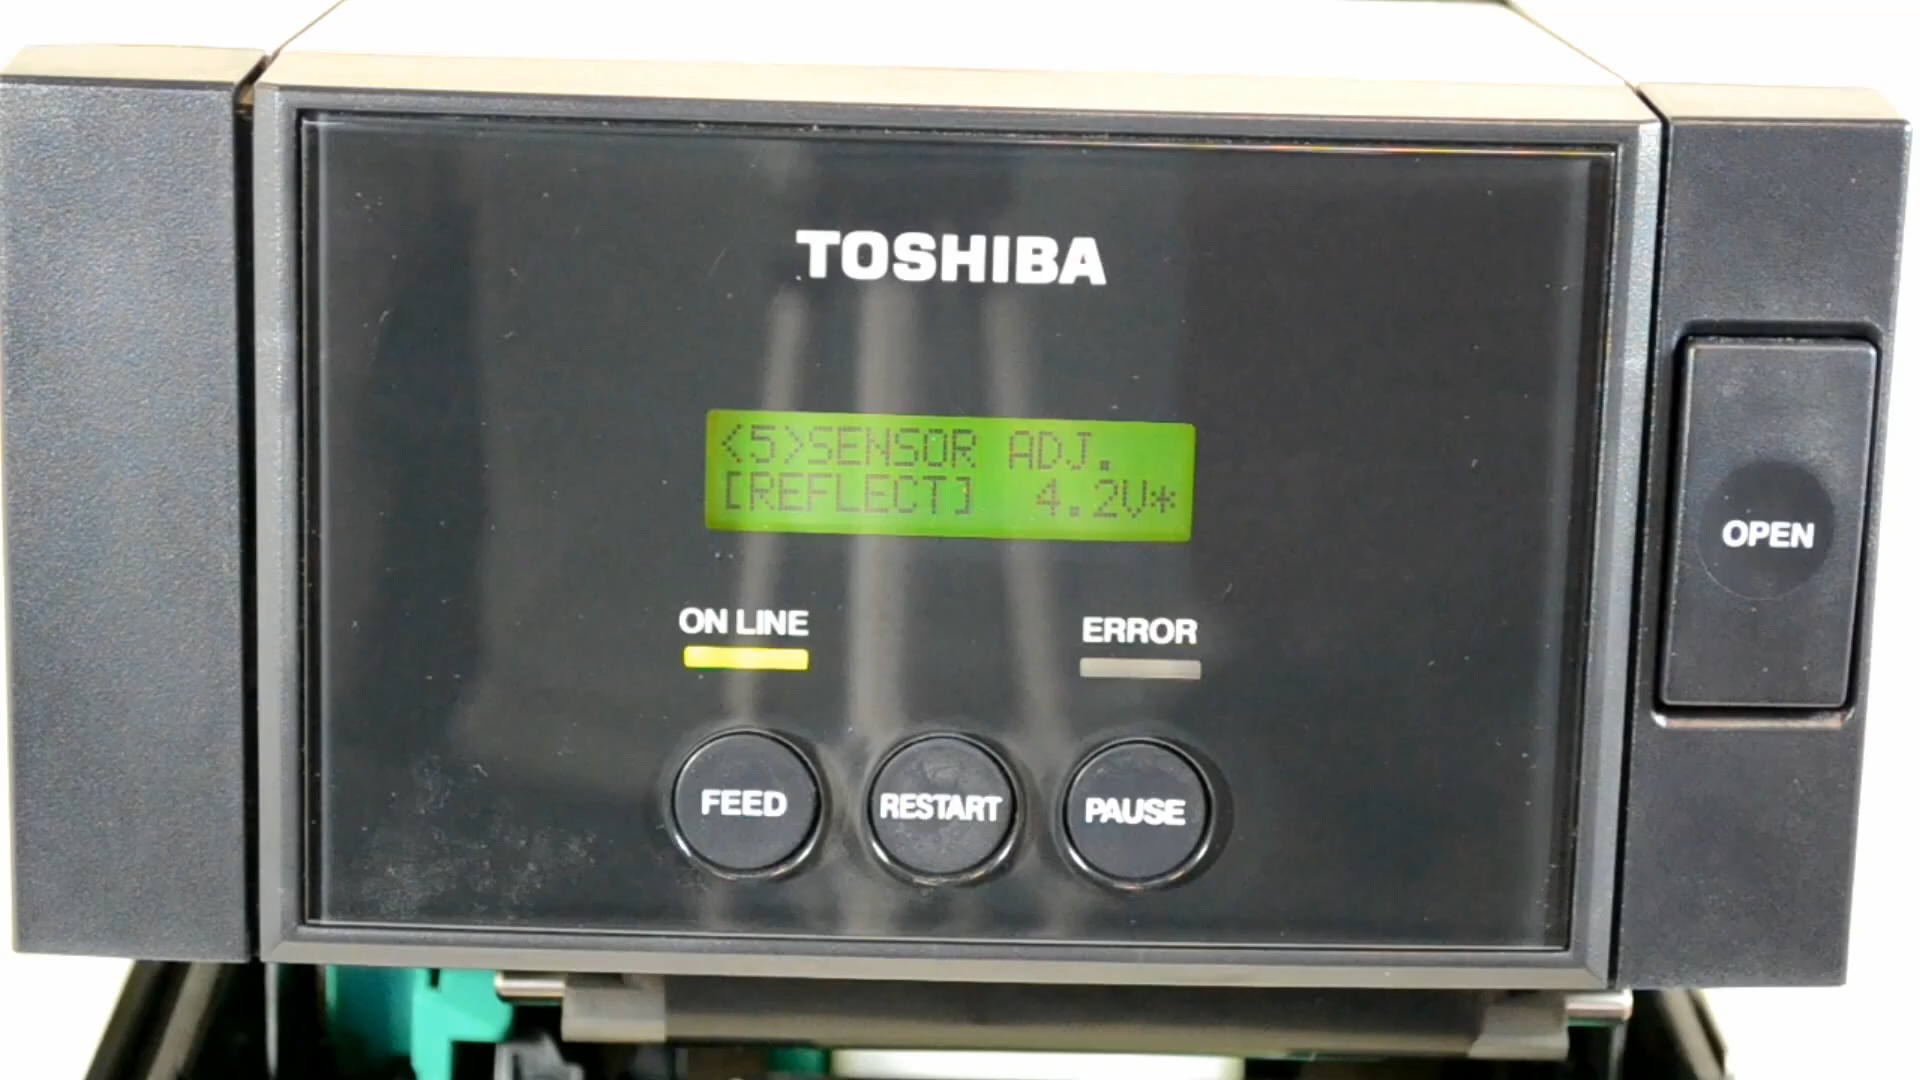 TOSHIBA
<5>SENSOR ADJ.
[REFLECT] 4.2V*
ON LINE
ERROR
FEED
RESTART
PAUSE
OPEN